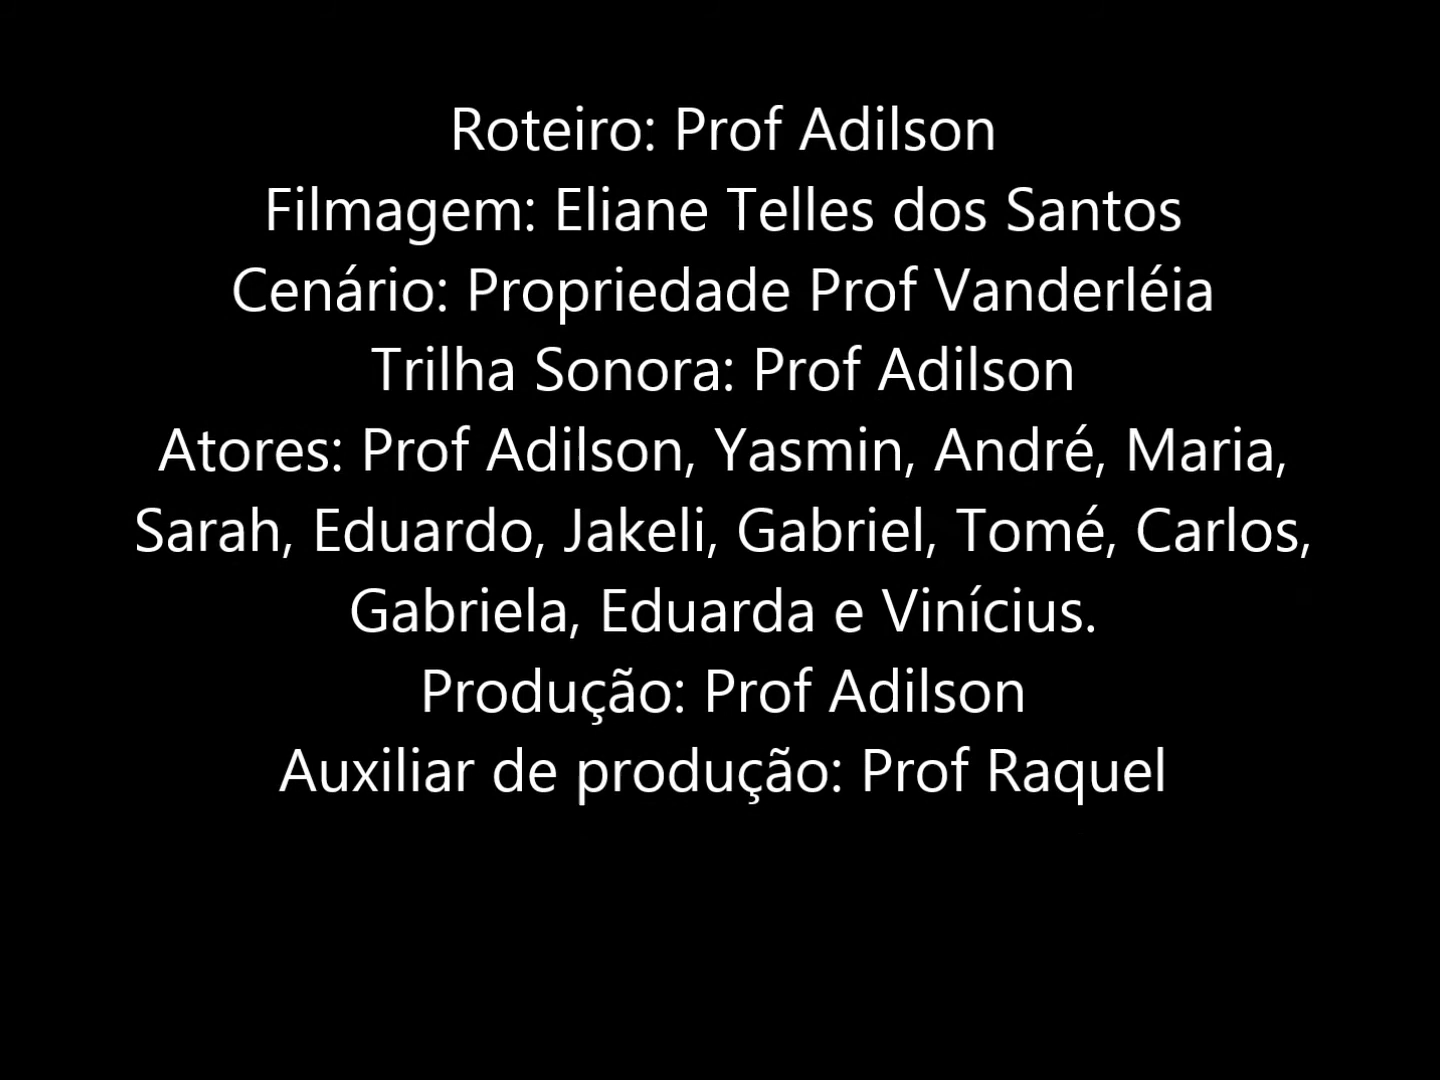 Roteiro: Prof Adilson
Filmagem: Eliane Telles dos Santos
Cenário: Propriedade Prof Vanderléia
Trilha Sonora: Prof Adilson
Atores: Prof Adilson, Yasmin, André, Maria,
Sarah, Eduardo, Jakeli, Gabriel, Tomé, Carlos,
Gabriela, Eduarda e Vinícius.
Produção: Prof Adilson
Auxiliar de produção: Prof Raquel